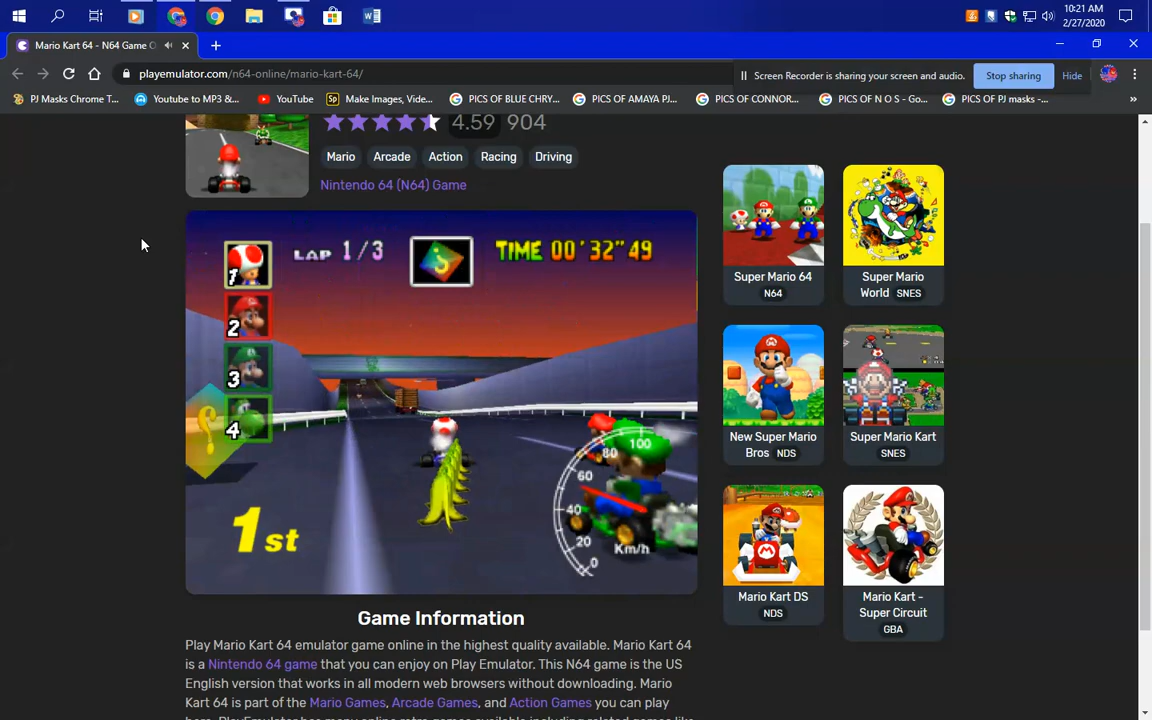 10:21 AM
2/27/2020
Mario Kart 64 - N64 Game O
playemulator.com/n64-online/mario-kart-64/
Screen Recorder is sharing your screen and audio.
Stop sharing
Hide
PJ Masks Chrome T...
Youtube to MP3 &...
YouTube
Sp
Make Images, Vide...
PICS OF BLUE CHRY...
PICS OF AMAYA PJ...
PICS OF CONNOR...
PICS OF N O S - Go...
PICS OF PJ masks -...
»
4.59 904
Mario
Arcade
Action
Racing
Driving
Nintendo 64 (N64) Game
LAP 1/3
TIME 00'32"49
1
2
3
4
?
1st
100
80
60
40
20
0
Km/h
Super Mario 64
N64
Super Mario
World SNES
New Super Mario
Bros NDS
Super Mario Kart
SNES
Mario Kart DS
NDS
Mario Kart -
Super Circuit
GBA
Game Information
Play Mario Kart 64 emulator game online in the highest quality available. Mario Kart 64
is a Nintendo 64 game that you can enjoy on Play Emulator. This N64 game is the US
English version that works in all modern web browsers without downloading. Mario
Kart 64 is part of the Mario Games, Arcade Games, and Action Games you can play